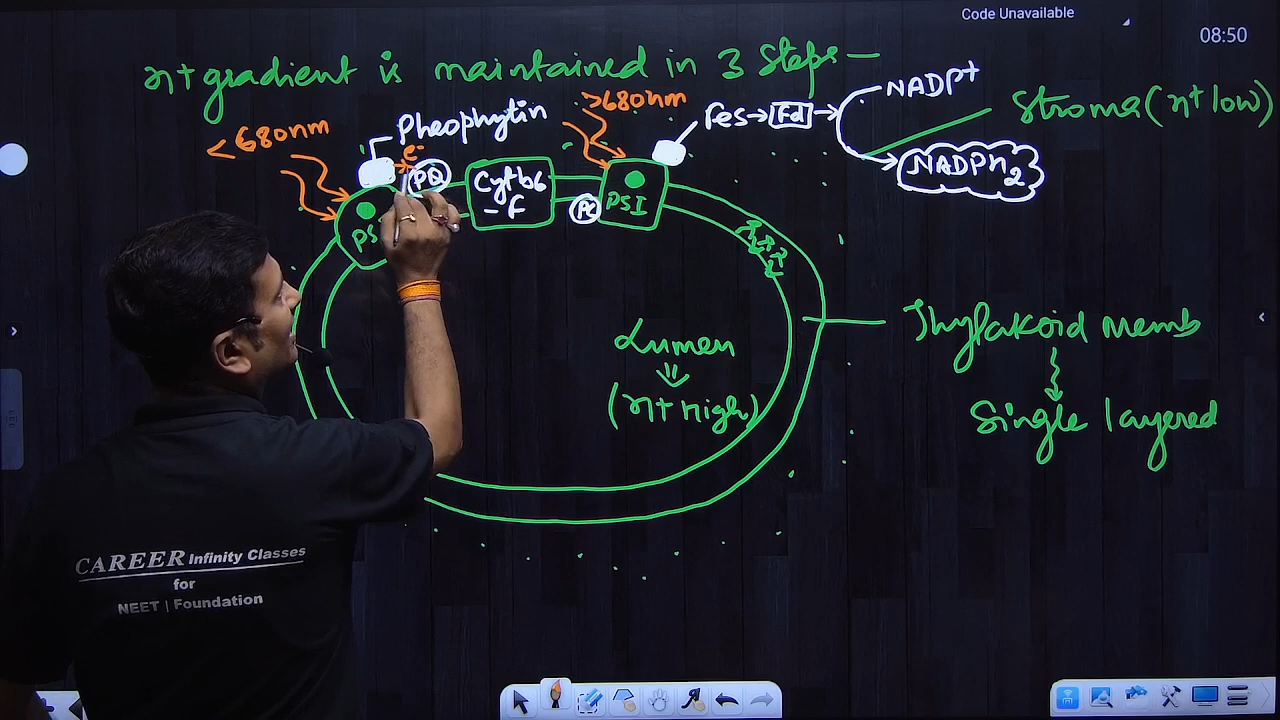 Code Unavailable
08:50
H+ gradient is maintained in 3 Steps —
<680nm
Pheophytin
e-
PQ
Cytb6
-F
>680nm
PC
PSI
PS
Fes→Fd→
NADP+
NADPH2
Stroma (H+ low)
Lumen
(H+ High)
Thylakoid memb
Single layered
CAREER Infinity Classes
for
NEET | Foundation